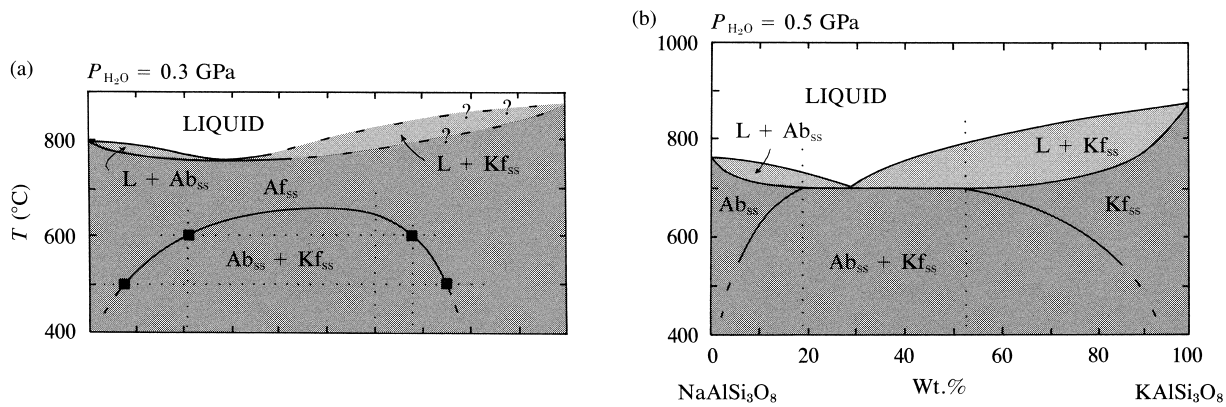 (a)
P_H₂O = 0.3 GPa
LIQUID
? ?
?
800
L + Ab_ss
L + Kf_ss
Af_ss
T (°C)
600
Ab_ss + Kf_ss
400
(b)
P_H₂O = 0.5 GPa
1000
LIQUID
800
L + Ab_ss
L + Kf_ss
Ab_ss
Kf_ss
600
Ab_ss + Kf_ss
400
0 20 40 60 80 100
NaAlSi₃O₈ Wt.% KAlSi₃O₈